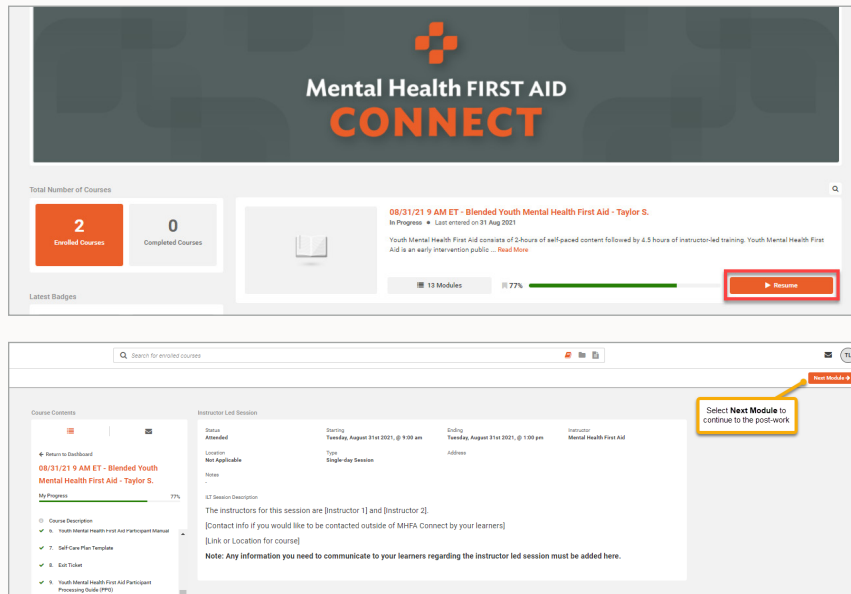 Mental Health FIRST AID
CONNECT
Total Number of Courses
2
Enrolled Courses
0
Completed Courses
08/31/21 9 AM ET - Blended Youth Mental Health First Aid - Taylor S.
In Progress • Last entered on 31 Aug 2021
Youth Mental Health First Aid consists of 2-hours of self-paced content followed by 4.5 hours of instructor-led training. Youth Mental Health First
Aid is an early intervention public ... Read More
13 Modules
77%
Resume
Latest Badges
Search for enrolled courses
Next Module
Select Next Module to
continue to the post-work
Course Contents
Return to Dashboard
08/31/21 9 AM ET - Blended Youth
Mental Health First Aid - Taylor S.
My Progress 77%
Course Description
6. Youth Mental Health First Aid Participant Manual
7. Self-Care Plan Template
8. Exit Ticket
9. Youth Mental Health First Aid Participant
Processing Guide (PPG)
Instructor Led Session
Status Starting Ending Instructor
Attended Tuesday, August 31st 2021, @ 9:00 am Tuesday, August 31st 2021, @ 1:00 pm Mental Health First Aid
Location Type Address
Not Applicable Single-day Session
Notes
-
ILT Session Description
The instructors for this session are [Instructor 1] and [Instructor 2].
[Contact info if you would like to be contacted outside of MHFA Connect by your learners]
[Link or Location for course]
Note: Any information you need to communicate to your learners regarding the instructor led session must be added here.